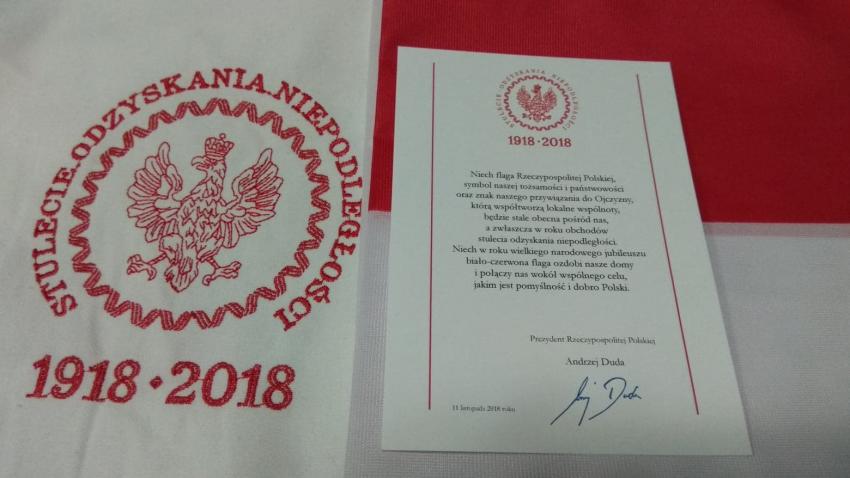 STULECIE.ODZYSKANIA.NIEPODLEGŁOŚCI
1918 • 2018
STULECIE ODZYSKANIA NIEPODLEGŁOŚCI
1918 • 2018
Niech flaga Rzeczypospolitej Polskiej,
symbol naszej tożsamości i państwowości
oraz znak naszego przywiązania do Ojczyzny,
którą współtworzą lokalne wspólnoty,
będzie stale obecna pośród nas,
a zwłaszcza w roku obchodów
stulecia odzyskania niepodległości.
Niech w roku wielkiego narodowego jubileuszu
biało-czerwona flaga ozdobi nasze domy
i połączy nas wokół wspólnego celu,
jakim jest pomyślność i dobro Polski.
Prezydent Rzeczypospolitej Polskiej
Andrzej Duda
11 listopada 2018 roku